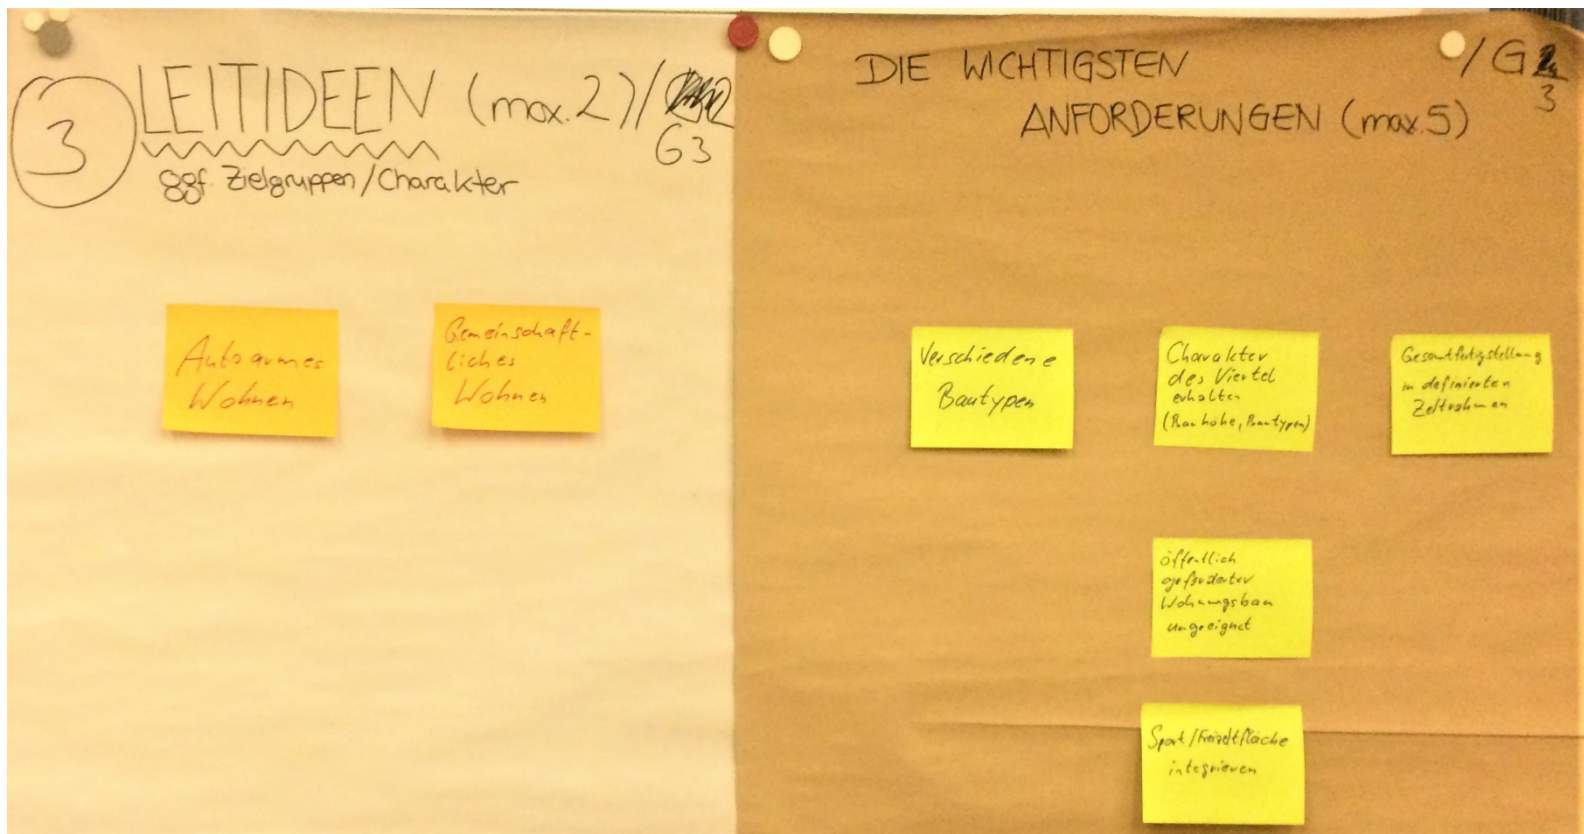 3
LEITIDEEN (max. 2) /
G3
ggf. Zielgruppen/Charakter
Autoarmes
Wohnen
Gemeinschaft-
liches
Wohnen
DIE WICHTIGSTEN / G
3
ANFORDERUNGEN (max. 5)
Verschiedene
Bautypen
Charakter
des Viertel
erhalten
(Bauhöhe, Bautypen)
Gesamtfertigstellung
in definierten
Zeitrahmen
öffentlich
geförderter
Wohnungsbau
ungeeignet
Sport/Freizeitfläche
integrieren